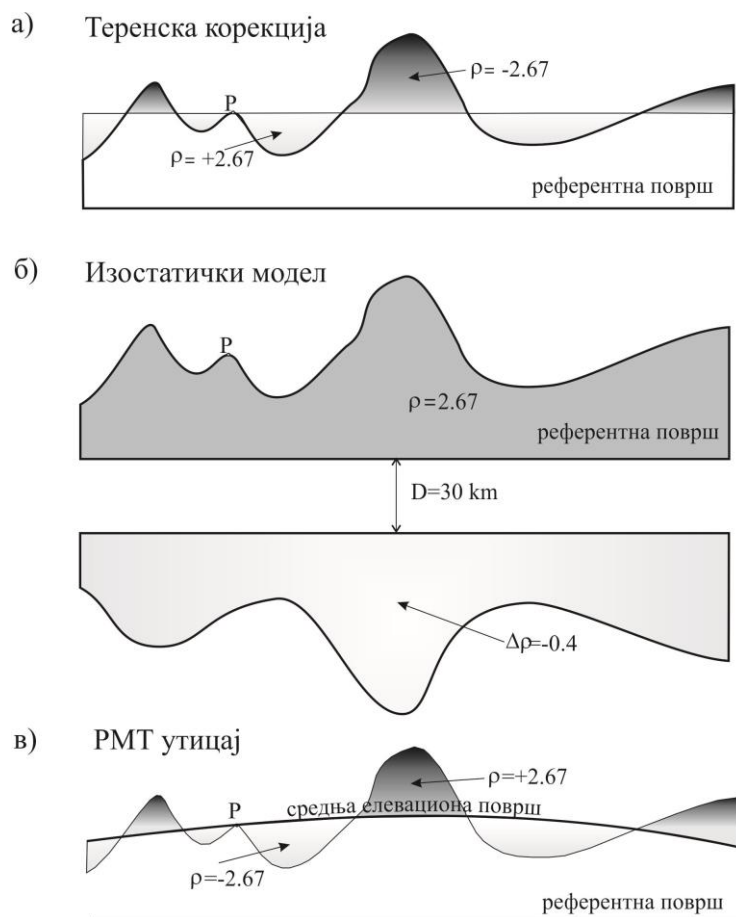 а) Теренска корекција
ρ= -2.67
P
ρ= +2.67
референтна површ
б) Изостатички модел
P
ρ=2.67
референтна површ
D=30 km
Δρ=-0.4
в) РМТ утицај
ρ=+2.67
P
средња елевациона површ
ρ=-2.67
референтна површ